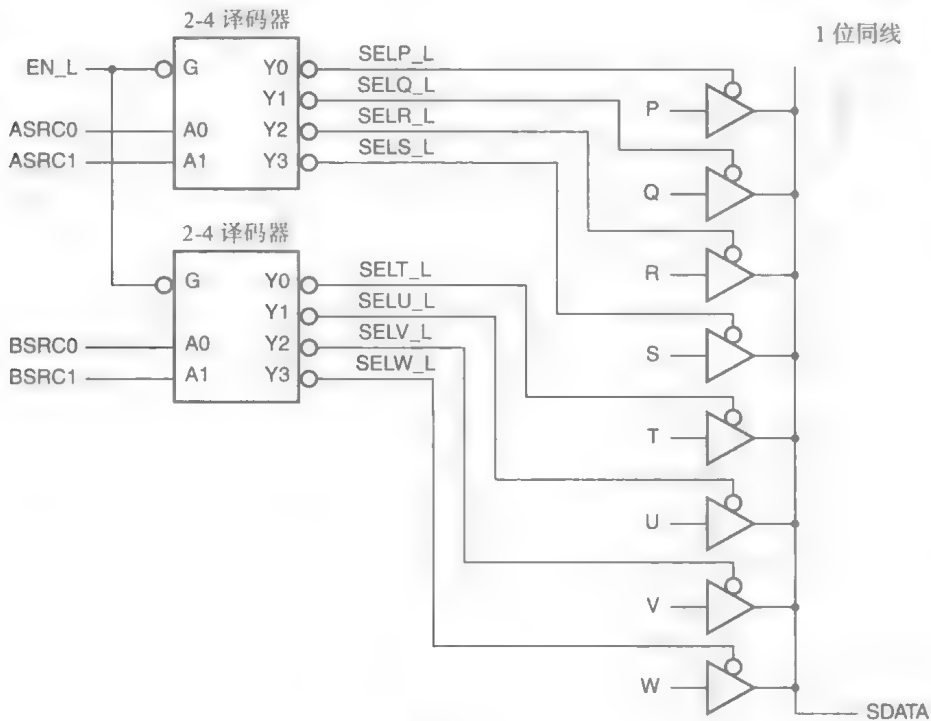 2-4 译码器
1 位同线
EN_L
G
Y0
SELP_L
Y1
SELQ_L
P
ASRC0
A0
Y2
SELR_L
ASRC1
A1
Y3
SELS_L
Q
2-4 译码器
R
G
Y0
SELT_L
Y1
SELU_L
BSRC0
A0
Y2
SELV_L
S
BSRC1
A1
Y3
SELW_L
T
U
V
W
SDATA